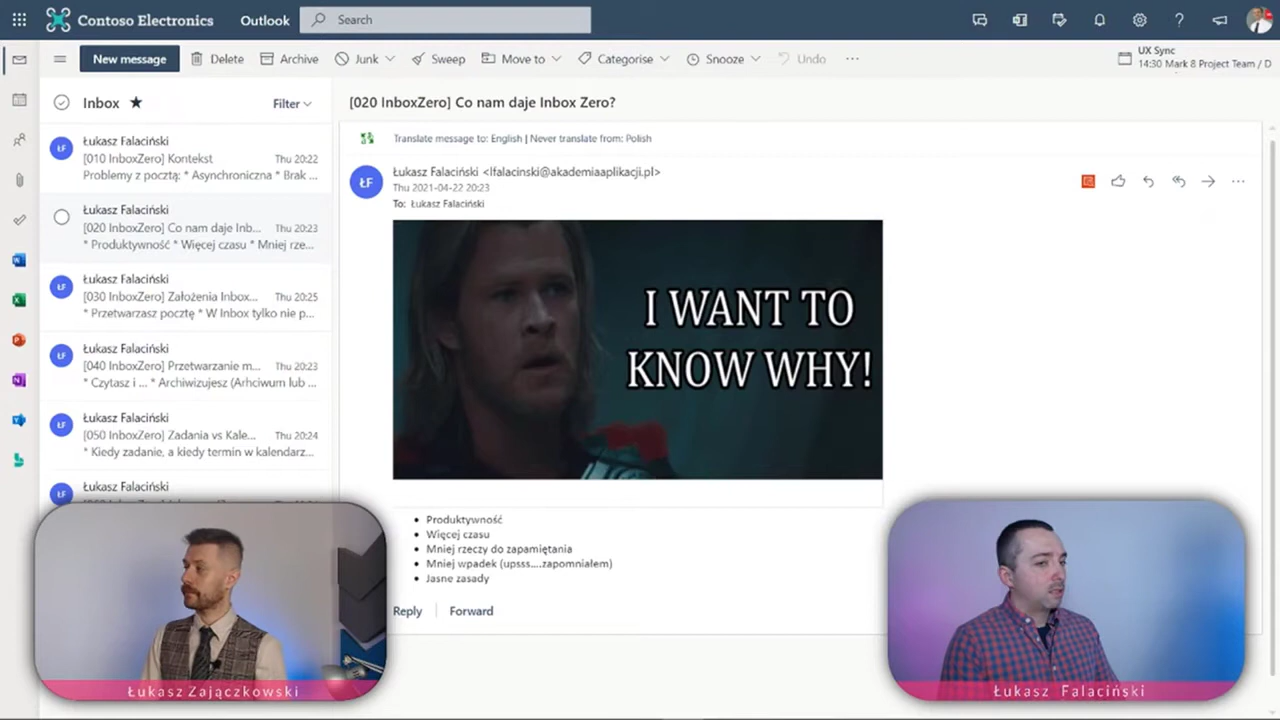 Contoso Electronics
Outlook
Search
New message
Delete
Archive
Junk
Sweep
Move to
Categorise
Snooze
Undo
UX Sync
14:30 Mark 8 Project Team / D
Inbox ★
Filter
ŁF
Łukasz Falaciński
[010 InboxZero] Kontekst Thu 20:22
Problemy z pocztą: * Asynchroniczna * Brak ...
Łukasz Falaciński
[020 InboxZero] Co nam daje Inb... Thu 20:23
* Produktywność * Więcej czasu * Mniej rze...
ŁF
Łukasz Falaciński
[030 InboxZero] Założenia Inbox... Thu 20:25
* Przetwarzasz pocztę * W Inbox tylko nie p...
ŁF
Łukasz Falaciński
[040 InboxZero] Przetwarzanie m... Thu 20:23
* Czytasz i ... * Archiwizujesz (Arhciwum lub ...
ŁF
Łukasz Falaciński
[050 InboxZero] Zadania vs Kale... Thu 20:24
* Kiedy zadanie, a kiedy termin w kalendarz...
ŁF
Łukasz Falaciński
[020 InboxZero] Co nam daje Inbox Zero?
Translate message to: English | Never translate from: Polish
ŁF
Łukasz Falaciński <lfalacinski@akademiaaplikacji.pl>
Thu 2021-04-22 20:23
To: Łukasz Falaciński
I WANT TO
KNOW WHY!
• Produktywność
• Więcej czasu
• Mniej rzeczy do zapamiętania
• Mniej wpadek (upsss....zapomniałem)
• Jasne zasady
Reply
Forward
Łukasz Zajączkowski
Łukasz Falaciński